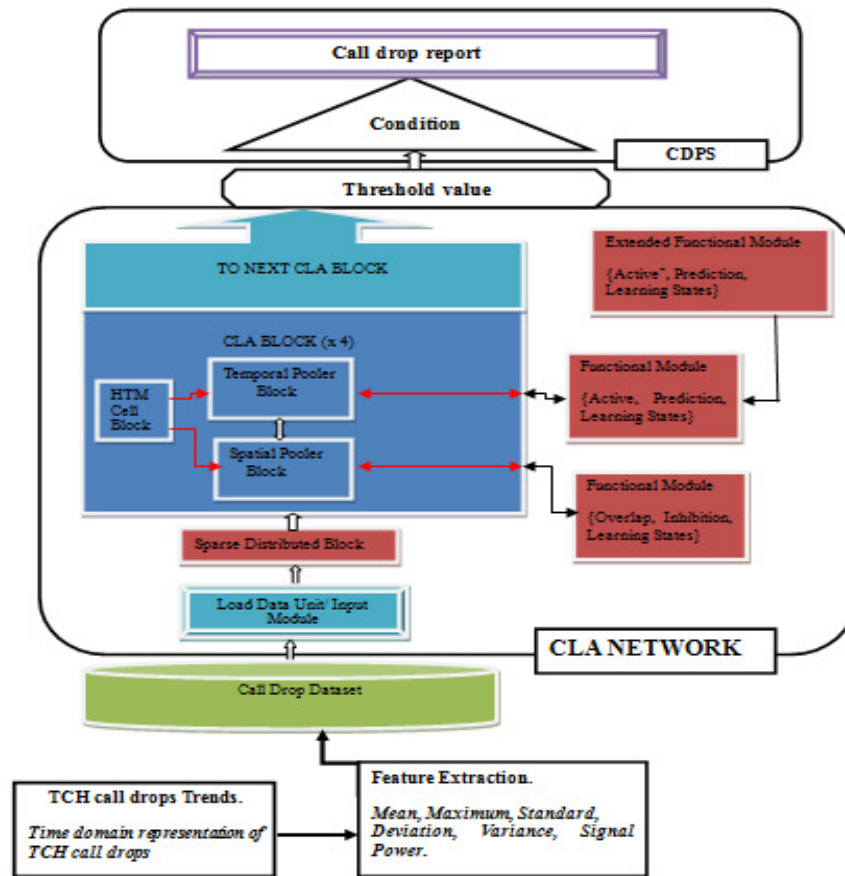 Call drop report
Condition
CDPS
Threshold value
TO NEXT CLA BLOCK
Extended Functional Module
{Active⁺, Prediction,
Learning States}
CLA BLOCK (x 4)
Temporal Pooler
Block
HTM
Cell
Block
Functional Module
{Active, Prediction,
Learning States}
Spatial Pooler
Block
Functional Module
{Overlap, Inhibition,
Learning States}
Sparse Distributed Block
Load Data Unit/ Input
Module
CLA NETWORK
Call Drop Dataset
TCH call drops Trends.
Time domain representation of
TCH call drops
Feature Extraction.
Mean, Maximum, Standard,
Deviation, Variance, Signal
Power.